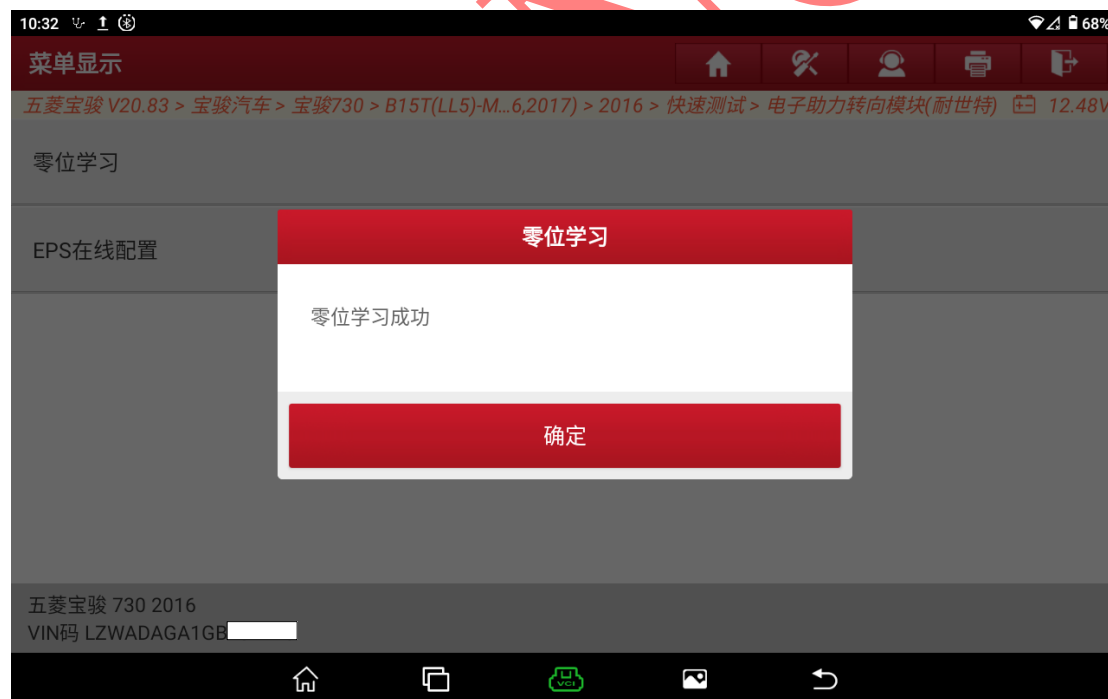 10:32 68%
菜单显示
五菱宝骏 V20.83 > 宝骏汽车 > 宝骏730 > B15T(LL5)-M...6,2017) > 2016 > 快速测试 > 电子助力转向模块(耐世特) 12.48V
零位学习
EPS在线配置
零位学习
零位学习成功
确定
五菱宝骏 730 2016
VIN码 LZWADAGA1GB
VCI